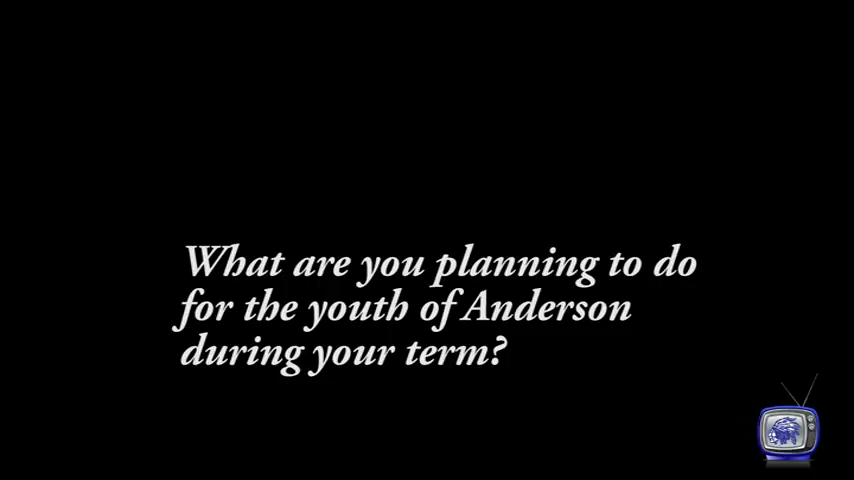 What are you planning to do
for the youth of Anderson
during your term?